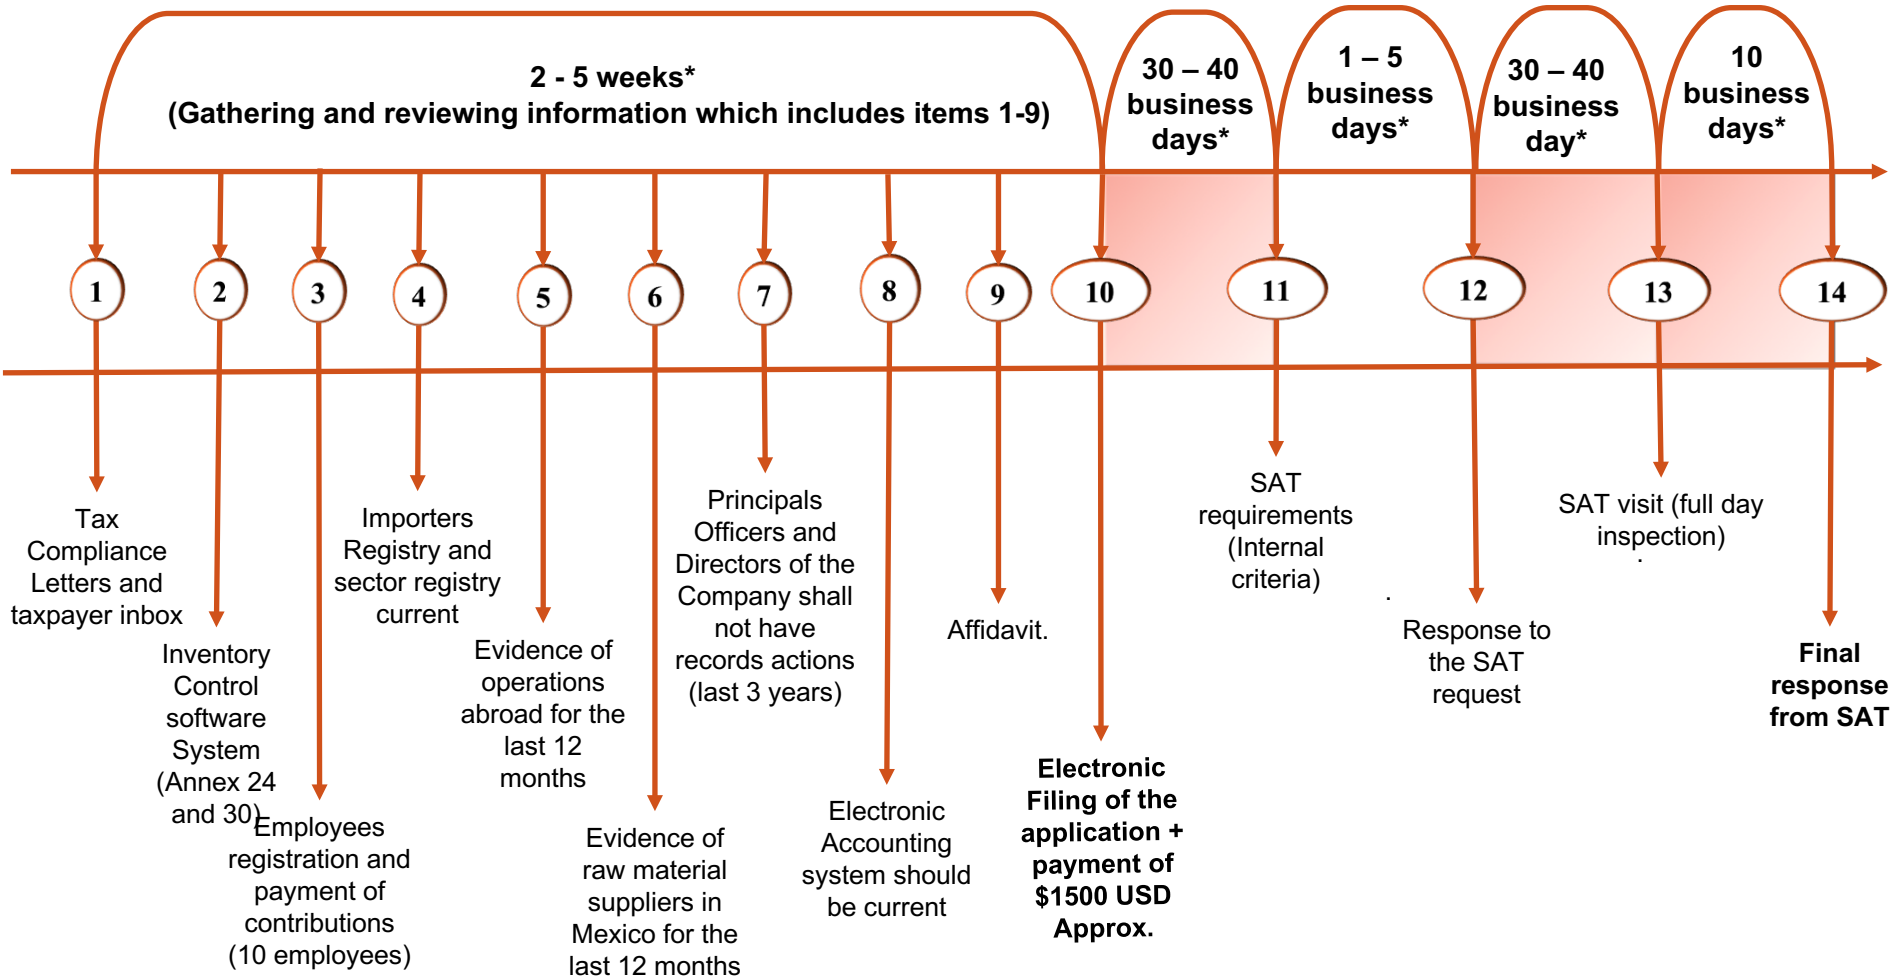 2 - 5 weeks*
(Gathering and reviewing information which includes items 1-9)
30 – 40
business
days*
1 – 5
business
days*
30 – 40
business
day*
10
business
days*
1
2
3
4
5
6
7
8
9
10
11
12
13
14
Tax
Compliance
Letters and
taxpayer inbox
Inventory
Control
software
System
(Annex 24
and 30)
Employees
registration and
payment of
contributions
(10 employees)
Importers
Registry and
sector registry
current
Evidence of
operations
abroad for the
last 12
months
Evidence of
raw material
suppliers in
Mexico for the
last 12 months
Principals
Officers and
Directors of the
Company shall
not have
records actions
(last 3 years)
Electronic
Accounting
system should
be current
Affidavit.
Electronic
Filing of the
application +
payment of
$1500 USD
Approx.
SAT
requirements
(Internal
criteria)
.
Response to
the SAT
request
SAT visit (full day
inspection)
.
Final
response
from SAT